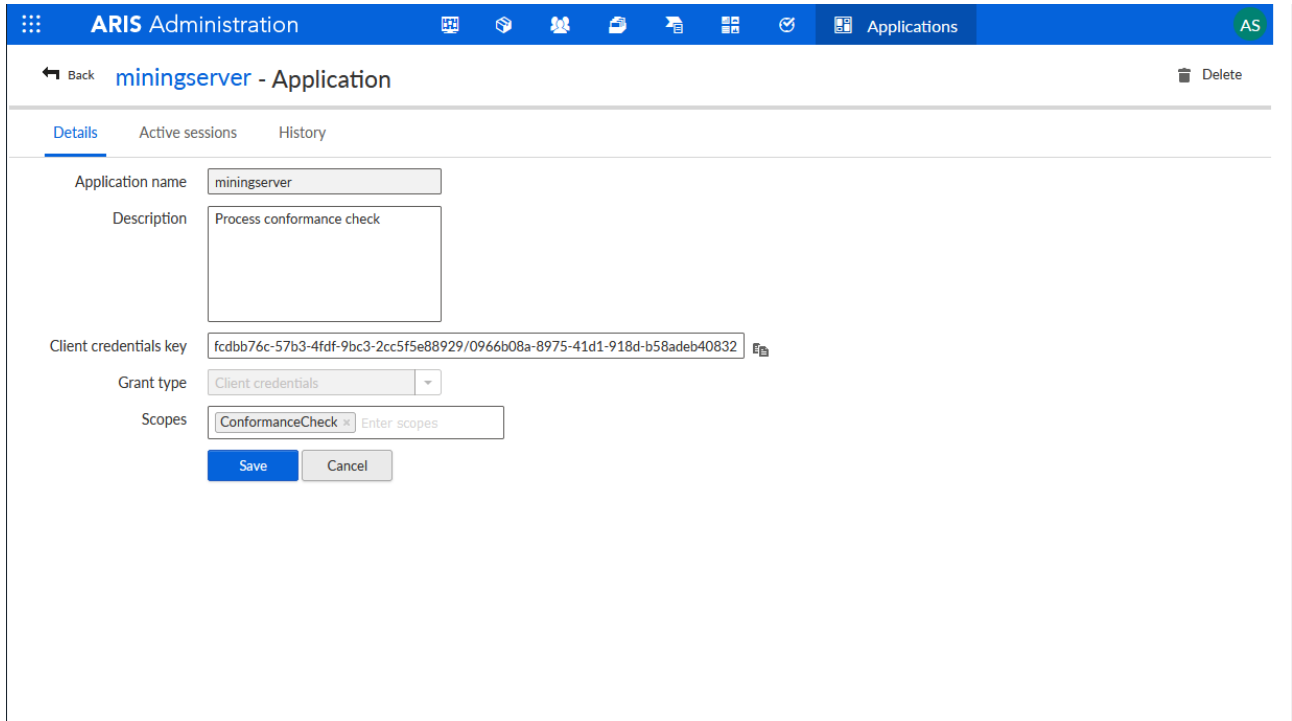 ARIS Administration
Applications
AS
Back
miningserver - Application
Delete
Details
Active sessions
History
Application name
miningserver
Description
Process conformance check
Client credentials key
fcdbb76c-57b3-4fdf-9bc3-2cc5f5e88929/0966b08a-8975-41d1-918d-b58adeb40832
Grant type
Client credentials
Scopes
ConformanceCheck ×
Enter scopes
Save
Cancel